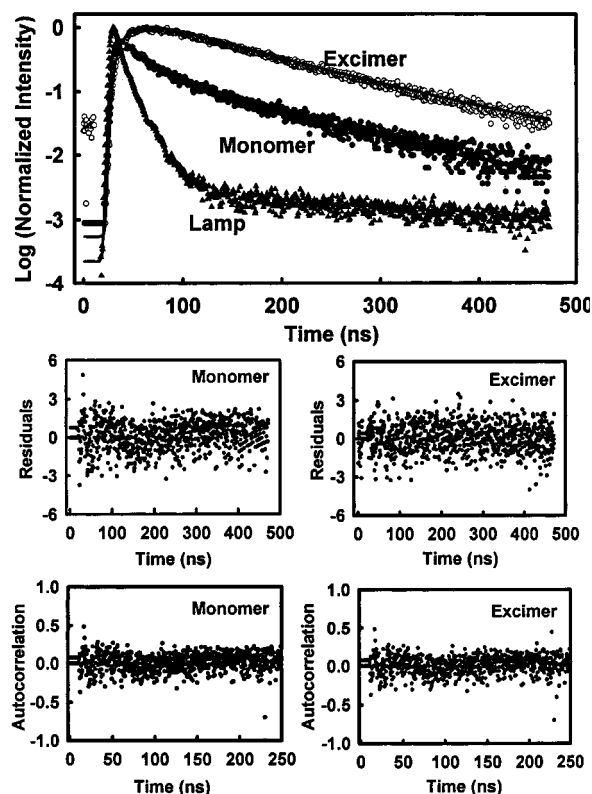 Log (Normalized Intensity)
0
-1
-2
-3
-4
Excimer
Monomer
Lamp
0 100 200 300 400 500
Time (ns)
Residuals
6
3
0
-3
-6
Monomer
0 100 200 300 400 500
Time (ns)
Residuals
6
3
0
-3
-6
Excimer
0 100 200 300 400 500
Time (ns)
Autocorrelation
1.0
0.5
0.0
-0.5
-1.0
Monomer
0 50 100 150 200 250
Time (ns)
Autocorrelation
1.0
0.5
0.0
-0.5
-1.0
Excimer
0 50 100 150 200 250
Time (ns)